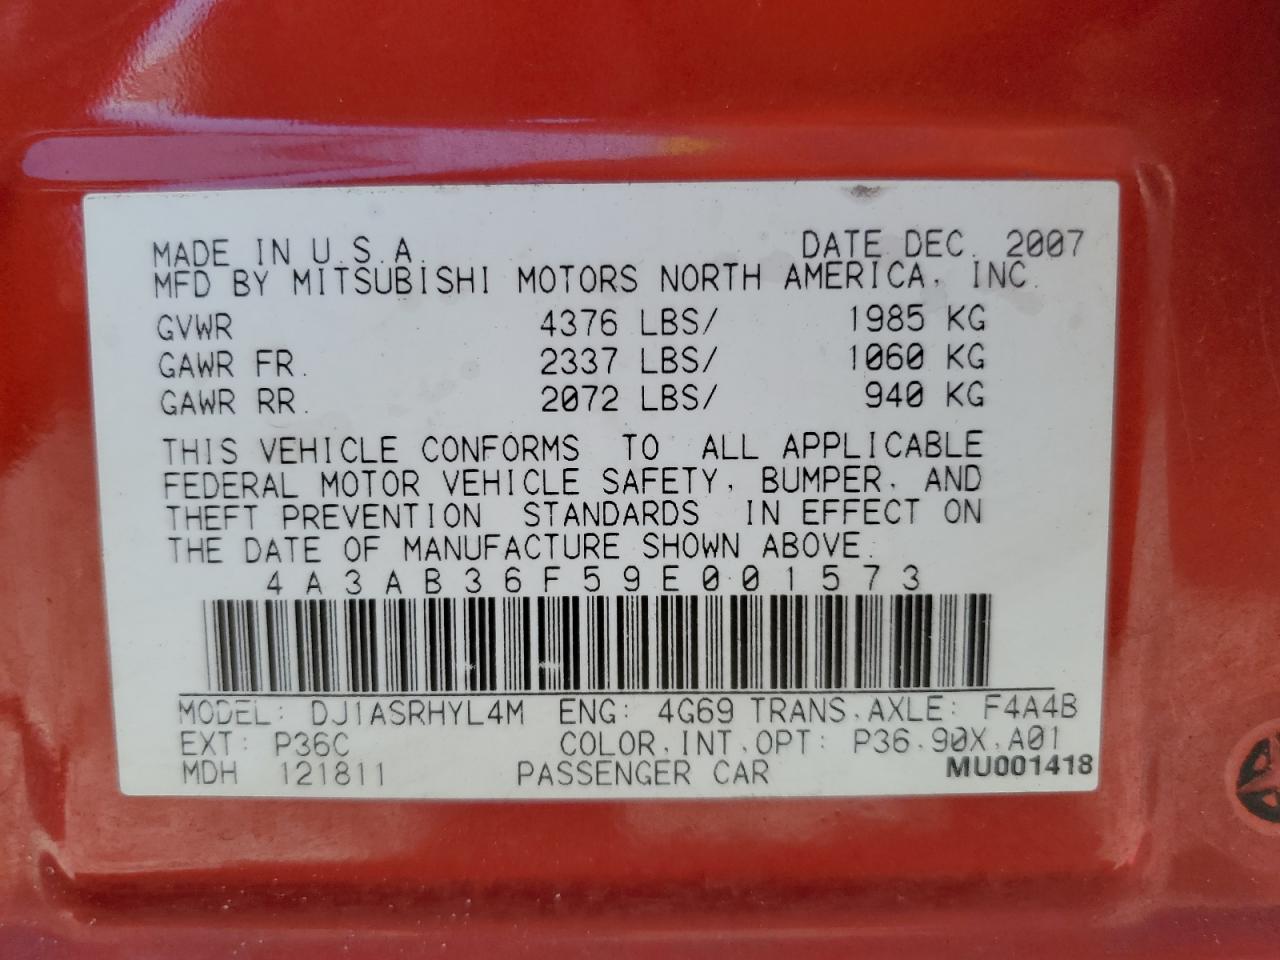 MADE IN U.S.A. DATE DEC. 2007
MFD BY MITSUBISHI MOTORS NORTH AMERICA, INC.
GVWR 4376 LBS/ 1985 KG
GAWR FR. 2337 LBS/ 1060 KG
GAWR RR. 2072 LBS/ 940 KG
THIS VEHICLE CONFORMS TO ALL APPLICABLE
FEDERAL MOTOR VEHICLE SAFETY, BUMPER, AND
THEFT PREVENTION STANDARDS IN EFFECT ON
THE DATE OF MANUFACTURE SHOWN ABOVE.
4A3AB36F59E001573
MODEL: DJ1ASRHYL4M ENG: 4G69 TRANS.AXLE: F4A4B
EXT: P36C COLOR,INT,OPT: P36,90X,A01
MDH 121811 PASSENGER CAR MU001418